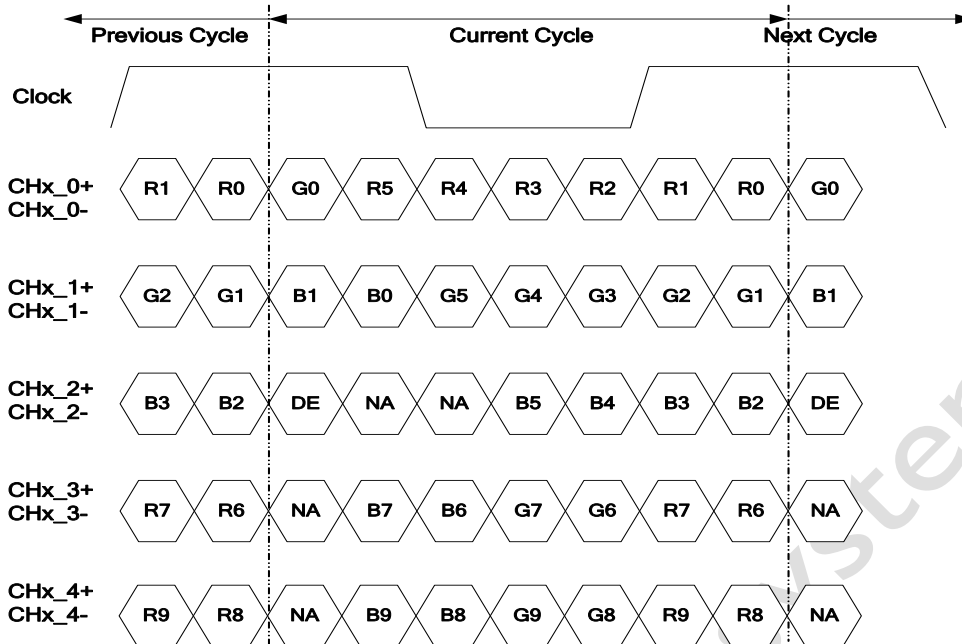 Previous Cycle Current Cycle Next Cycle
Clock
CHx_0+ R1 R0 G0 R5 R4 R3 R2 R1 R0 G0
CHx_0-
CHx_1+ G2 G1 B1 B0 G5 G4 G3 G2 G1 B1
CHx_1-
CHx_2+ B3 B2 DE NA NA B5 B4 B3 B2 DE
CHx_2-
CHx_3+ R7 R6 NA B7 B6 G7 G6 R7 R6 NA
CHx_3-
CHx_4+ R9 R8 NA B9 B8 G9 G8 R9 R8 NA
CHx_4-